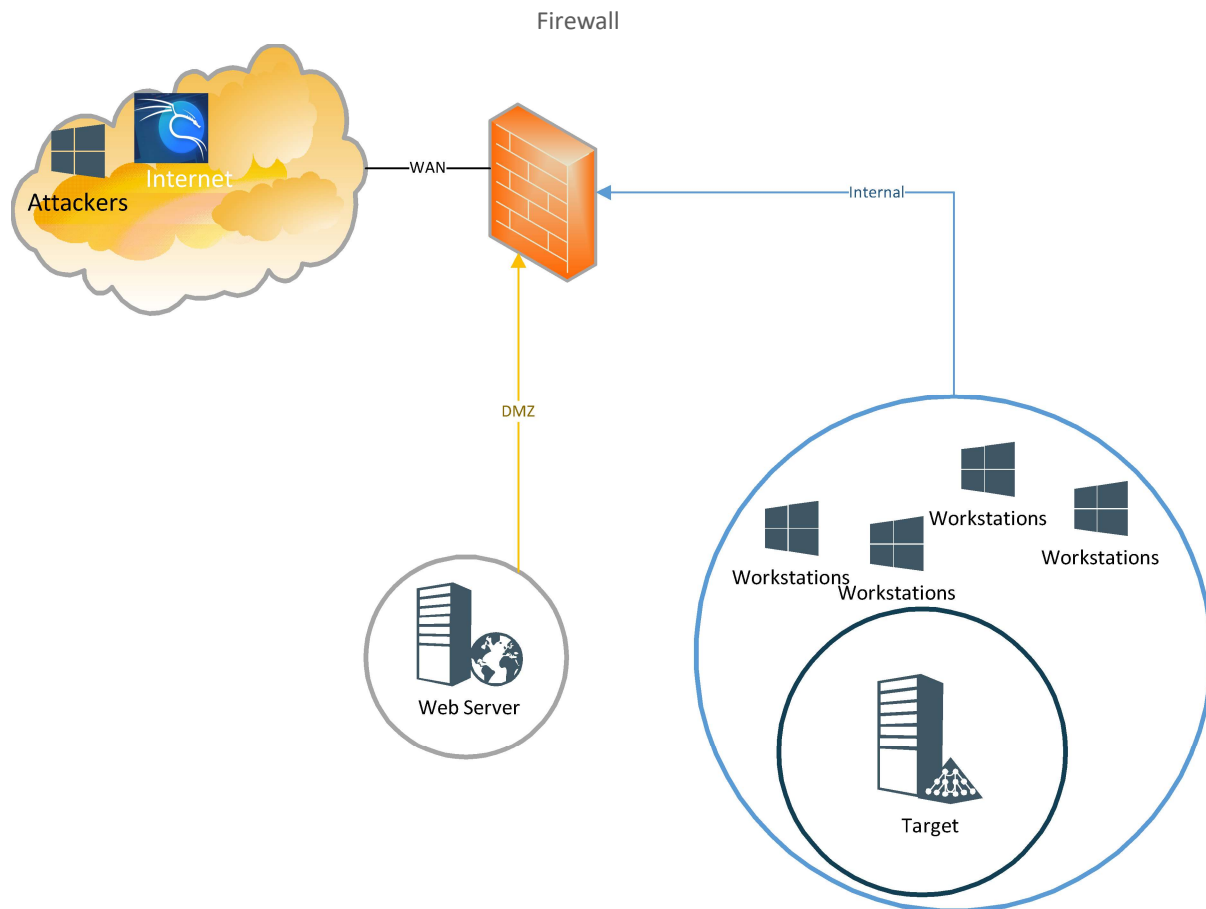 Firewall
Internet
Attackers
WAN
Internal
DMZ
Workstations
Workstations
Workstations
Workstations
Web Server
Target